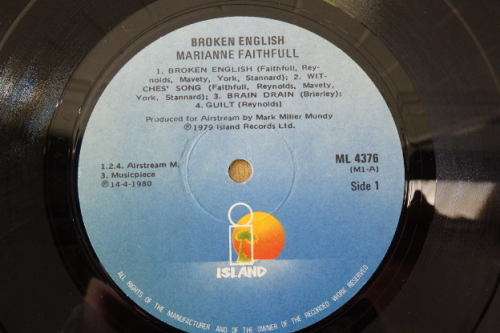 BROKEN ENGLISH
MARIANNE FAITHFULL
1. BROKEN ENGLISH (Faithfull, Rey-
nolds, Mavety, York, Stannard); 2. WIT-
CHES' SONG (Faithfull, Reynolds, Mavety,
York, Stannard); 3. BRAIN DRAIN (Brierley);
4. GUILT (Reynolds)
Produced for Airstream by Mark Miller Mundy
℗1979 Island Records Ltd.
1.2.4. Airstream M.
3. Musicpiece
℗14-4-1980
ML 4376
(M1-A)
Side 1
i
ISLAND
ALL RIGHTS OF THE MANUFACTURER AND OF THE OWNER OF THE RECORDED WORK RESERVED